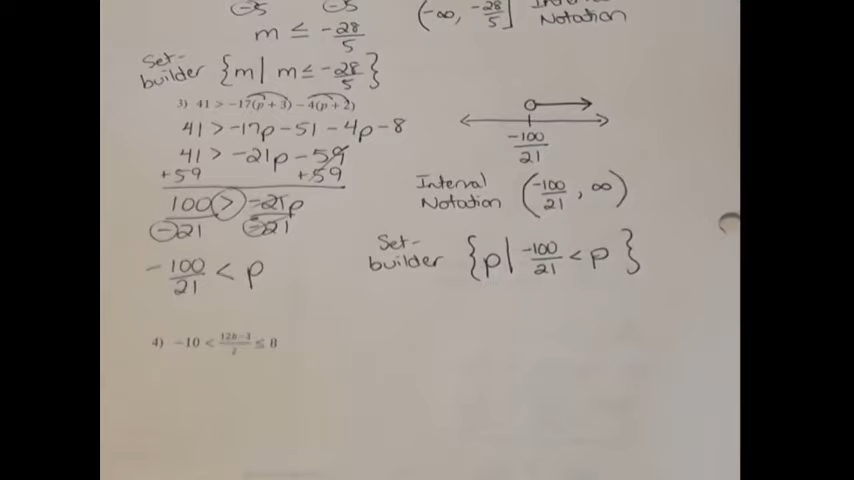 -5 -5
m ≤ -28/5 (-∞, -28/5] Notation
Set-
builder {m | m ≤ -28/5}
3) 41 > -17(p + 3) - 4(p + 2)
41 > -17p - 51 - 4p - 8
41 > -21p - 59
+59 +59
100 > -21p
-21 -21
-100/21 < p
-100/21
Interval
Notation (-100/21, ∞)
Set-
builder {p | -100/21 < p}
4) -10 < (12b-3)/2 ≤ 8